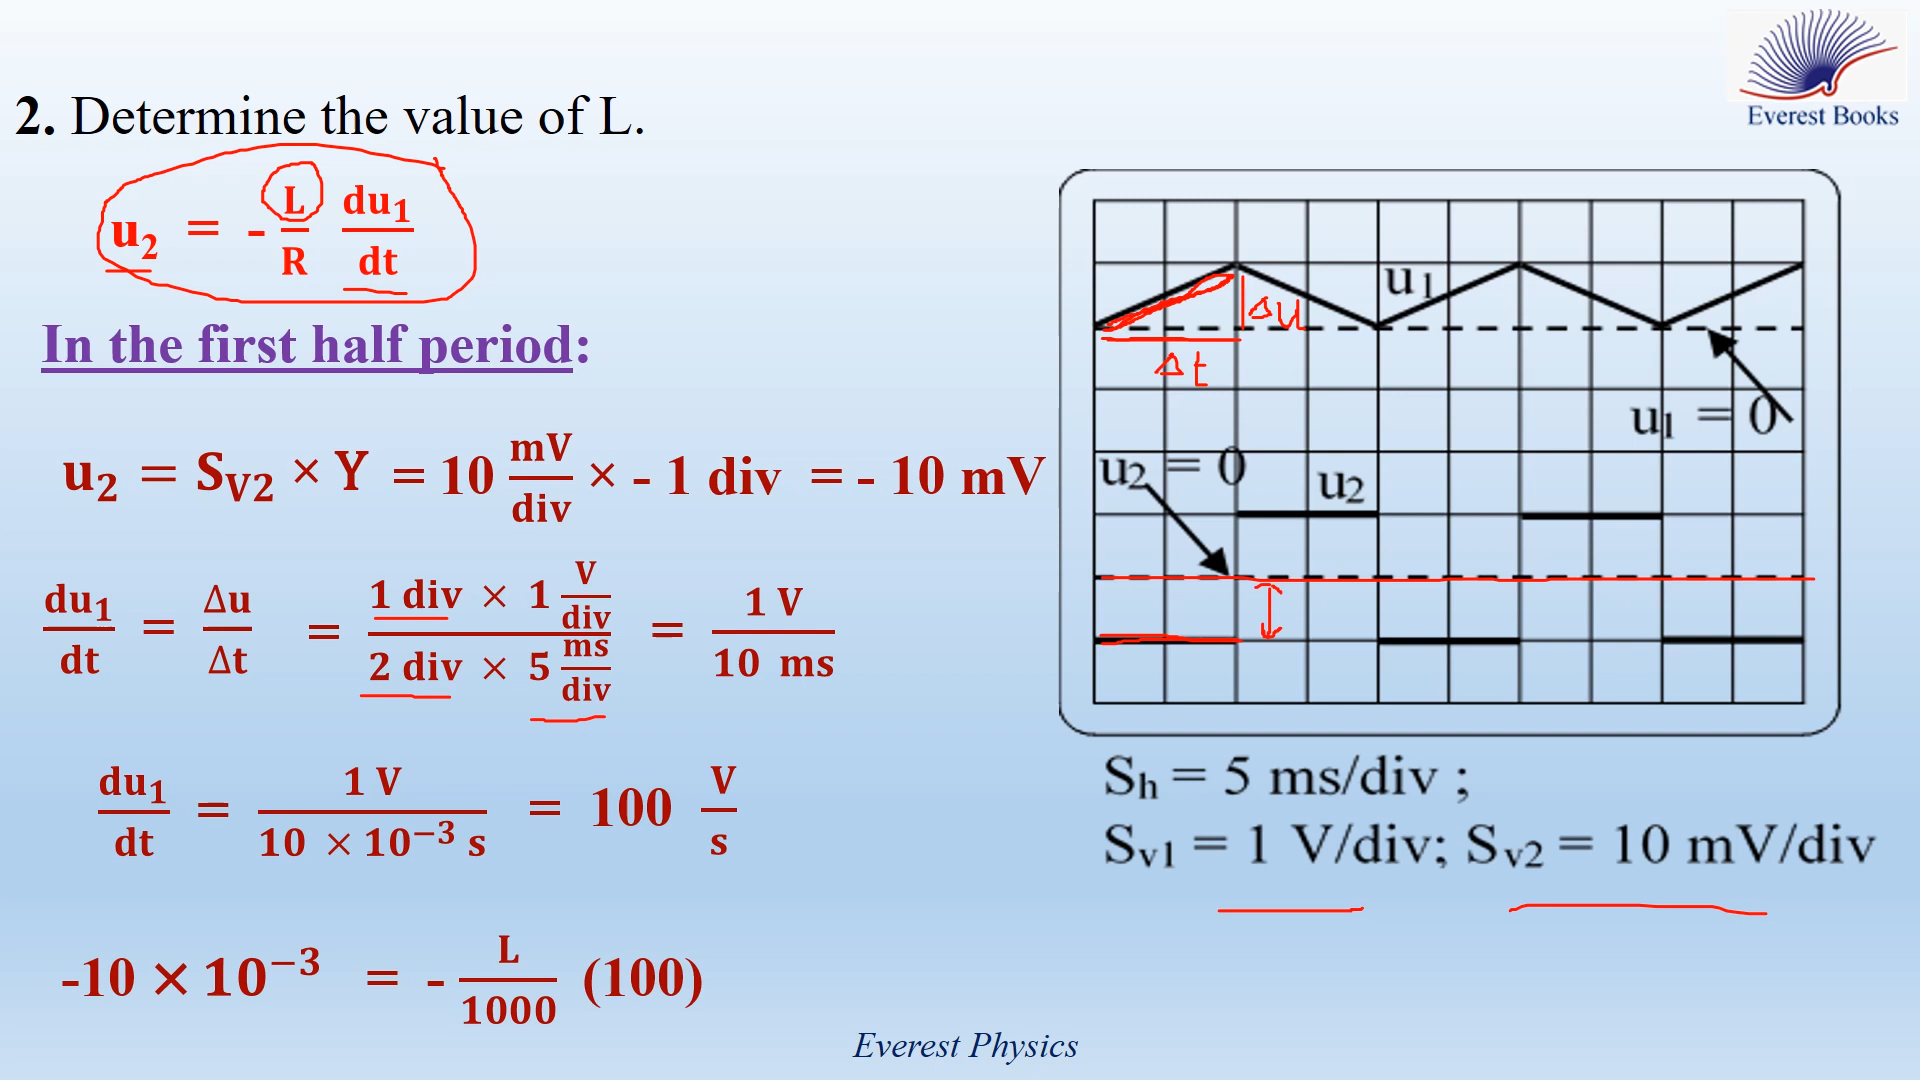 Everest Books
2. Determine the value of L.
u₂ = - L/R du₁/dt
In the first half period:
u₂ = S_V2 × Y = 10 mV/div × - 1 div = - 10 mV
du₁/dt = Δu/Δt = (1 div × 1 V/div)/(2 div × 5 ms/div) = 1 V/10 ms
du₁/dt = 1 V/(10 × 10⁻³ s) = 100 V/s
-10 × 10⁻³ = - L/1000 (100)
u₁
Δu
Δt
u₁ = 0
u₂ = 0
u₂
Sh = 5 ms/div ;
Sv1 = 1 V/div; Sv2 = 10 mV/div
Everest Physics